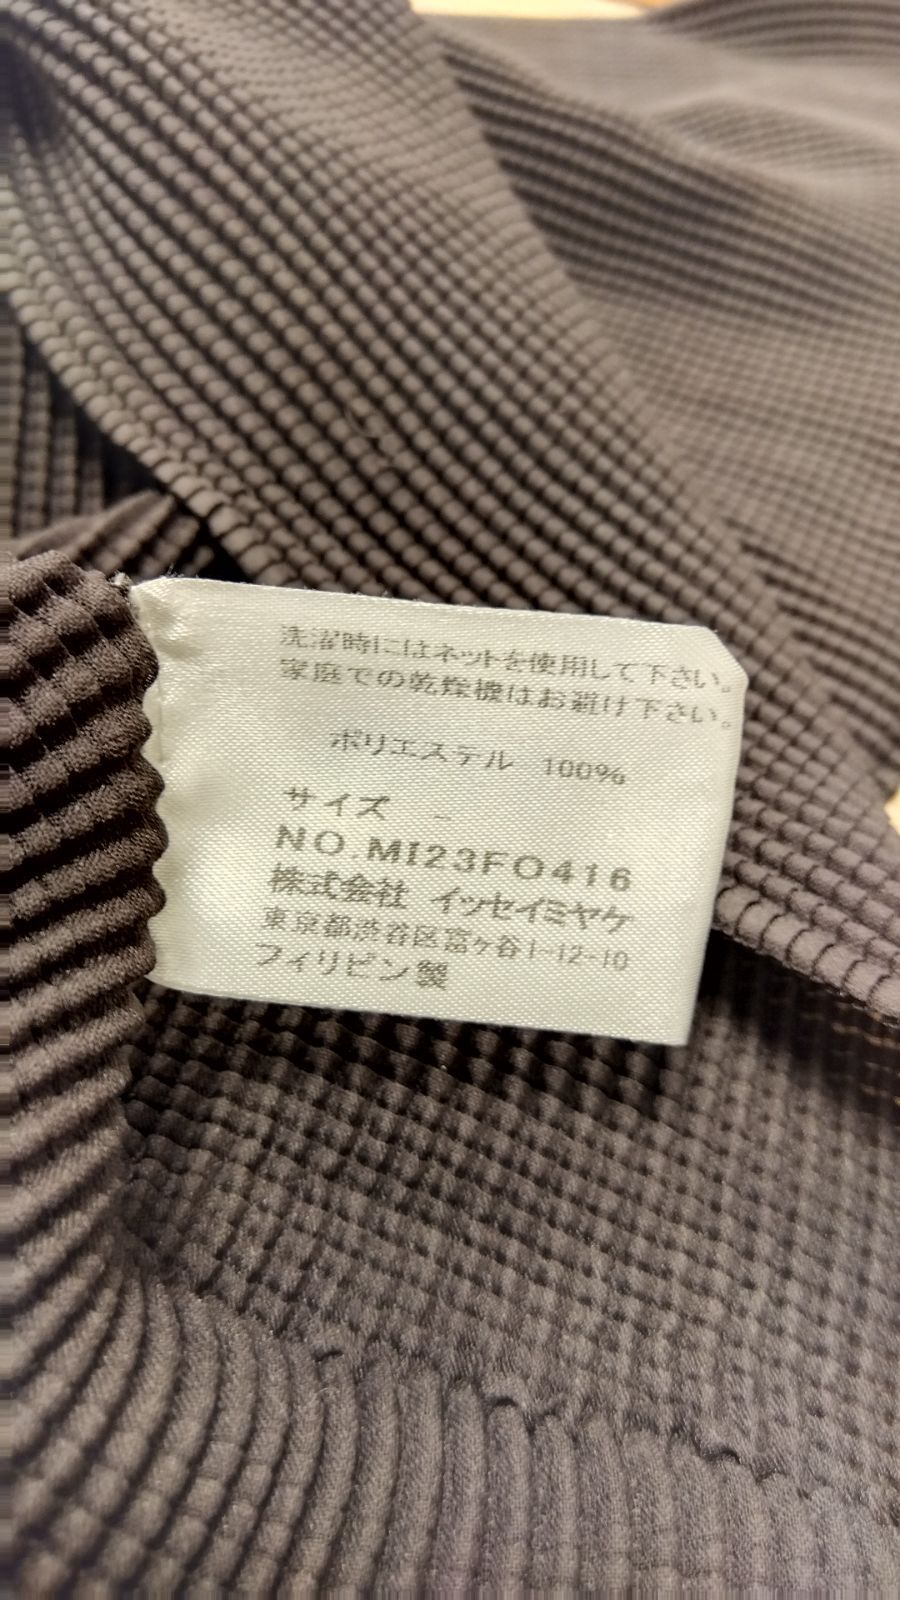 洗濯時にはネットを使用して下さい。
家庭での乾燥機はお避け下さい。
ポリエステル 100%
サイズ -
NO.MI23FO416
株式会社 イッセイミヤケ
東京都渋谷区富ヶ谷1-12-10
フィリピン製